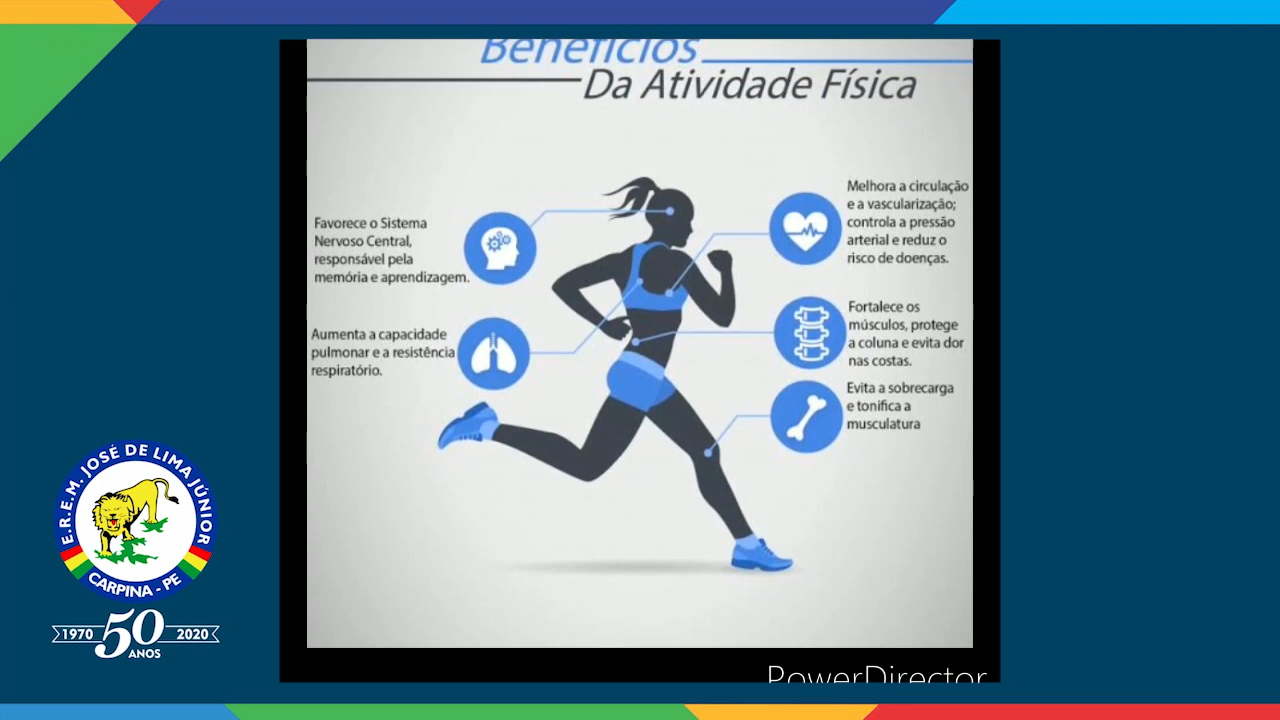 Benefícios
Da Atividade Física
Favorece o Sistema
Nervoso Central,
responsável pela
memória e aprendizagem.
Aumenta a capacidade
pulmonar e a resistência
respiratório.
Melhora a circulação
e a vascularização;
controla a pressão
arterial e reduz o
risco de doenças.
Fortalece os
músculos, protege
a coluna e evita dor
nas costas.
Evita a sobrecarga
e tonifica a
musculatura
E.R.E.M. JOSÉ DE LIMA JÚNIOR
CARPINA - PE
1970 50 2020
ANOS
PowerDirector